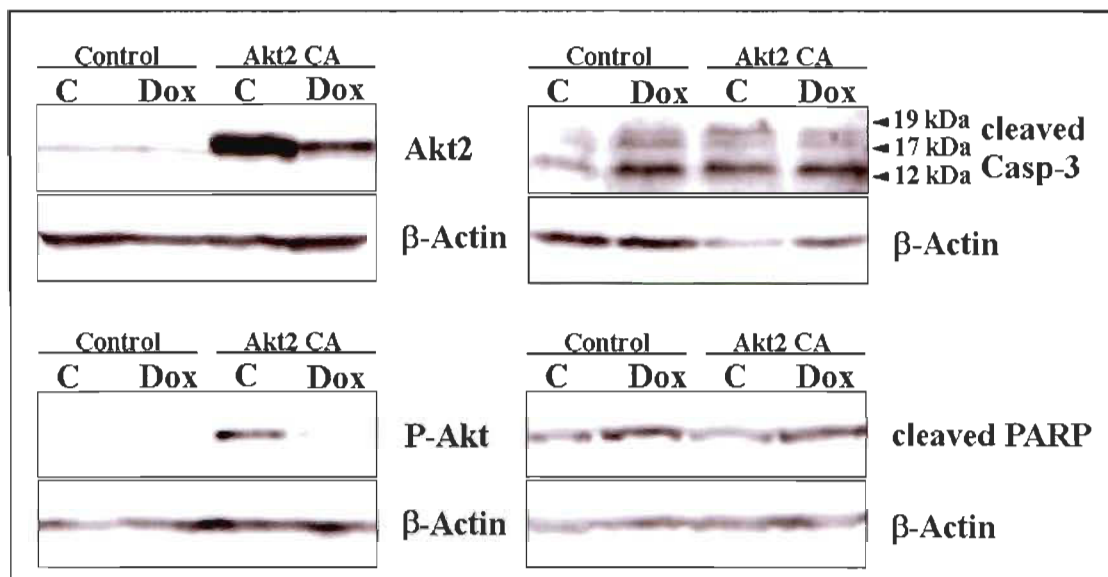 Control Akt2 CA
C Dox C Dox
Akt2
β-Actin
Control Akt2 CA
C Dox C Dox
19 kDa cleaved
17 kDa
12 kDa Casp-3
β-Actin
Control Akt2 CA
C Dox C Dox
P-Akt
β-Actin
Control Akt2 CA
C Dox C Dox
cleaved PARP
β-Actin